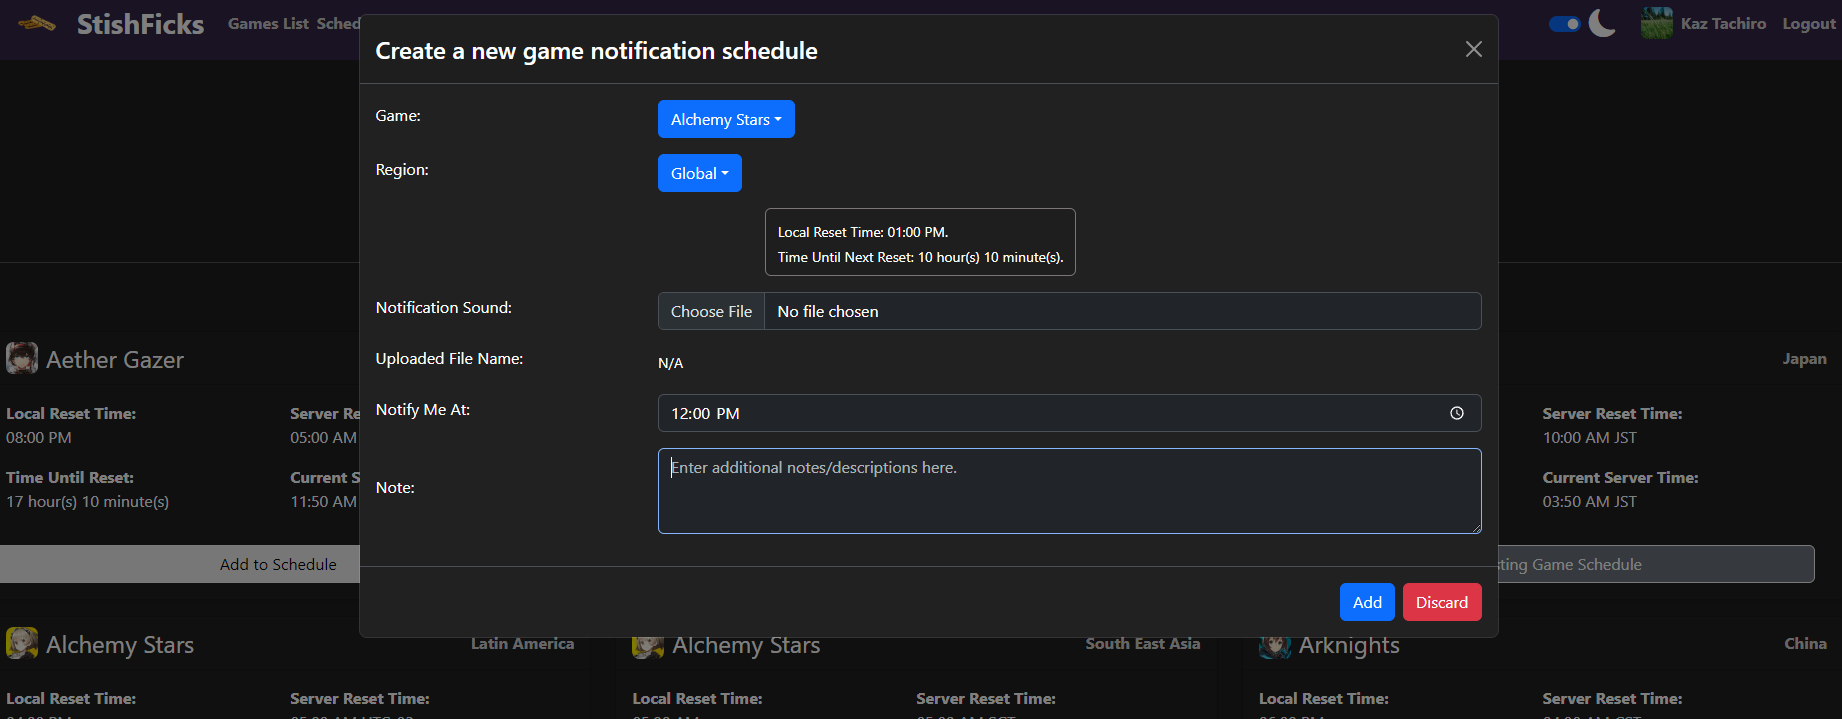 StishFicks
Games List Sched
Kaz Tachiro Logout
Create a new game notification schedule
Game:
Alchemy Stars
Region:
Global
Local Reset Time: 01:00 PM.
Time Until Next Reset: 10 hour(s) 10 minute(s).
Notification Sound:
Choose File No file chosen
Uploaded File Name:
N/A
Notify Me At:
12:00 PM
Note:
Enter additional notes/descriptions here.
Add Discard
Aether Gazer
Local Reset Time: Server Re
08:00 PM 05:00 AM
Time Until Reset: Current S
17 hour(s) 10 minute(s) 11:50 AM
Add to Schedule
Japan
Server Reset Time:
10:00 AM JST
Current Server Time:
03:50 AM JST
sting Game Schedule
Alchemy Stars Latin America
Local Reset Time: Server Reset Time:
Alchemy Stars South East Asia
Local Reset Time: Server Reset Time:
Arknights China
Local Reset Time: Server Reset Time: